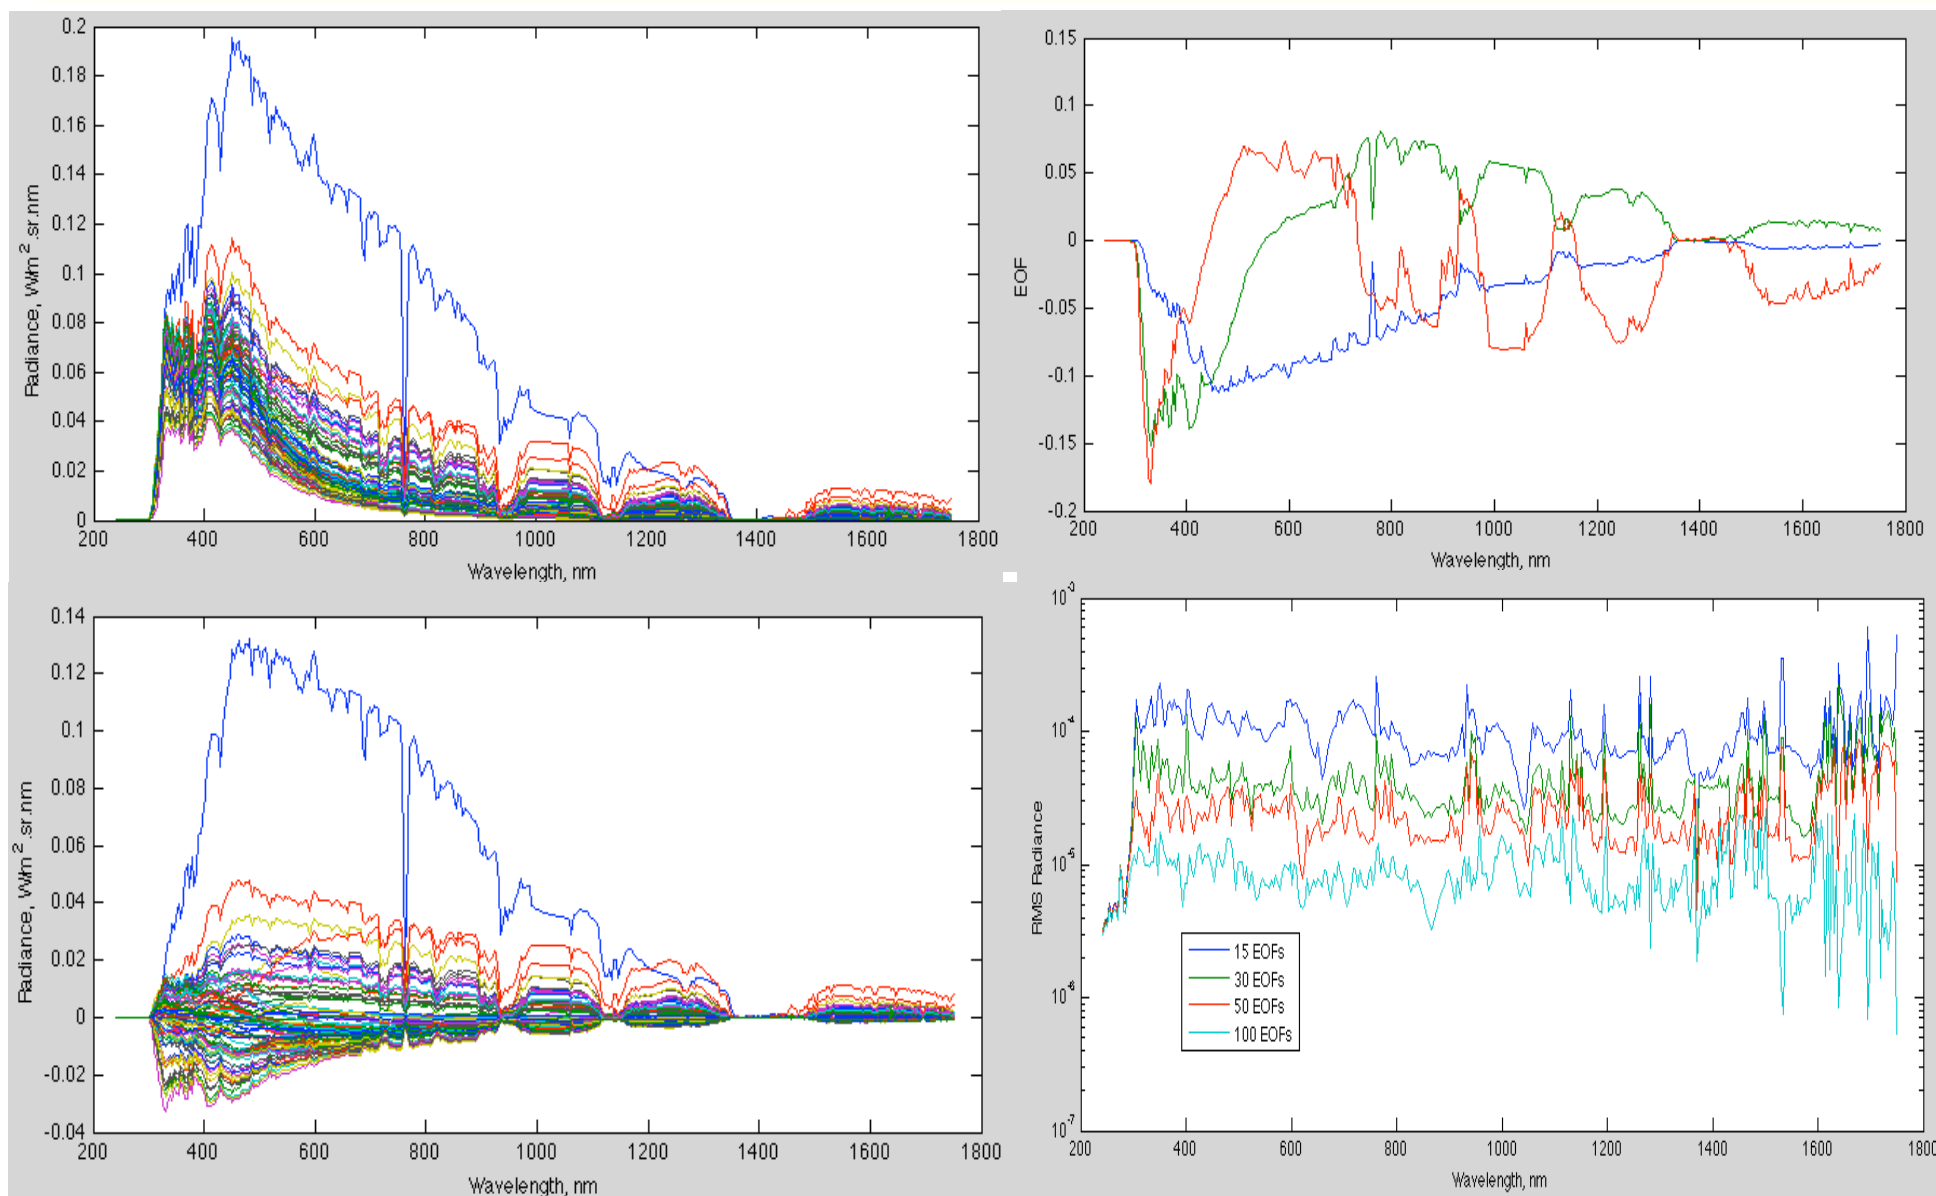 0.2
0.18
0.16
0.14
0.12
0.1
0.08
0.06
0.04
0.02
0
Radiance, W/m².sr.nm
200 400 600 800 1000 1200 1400 1600 1800
Wavelength, nm
0.15
0.1
0.05
0
-0.05
-0.1
-0.15
-0.2
EOF
200 400 600 800 1000 1200 1400 1600 1800
Wavelength, nm
0.14
0.12
0.1
0.08
0.06
0.04
0.02
0
-0.02
-0.04
Radiance, W/m².sr.nm
200 400 600 800 1000 1200 1400 1600 1800
Wavelength, nm
10⁻³
10⁻⁴
10⁻⁵
10⁻⁶
10⁻⁷
RMS Radiance
15 EOFs
30 EOFs
50 EOFs
100 EOFs
200 400 600 800 1000 1200 1400 1600 1800
Wavelength, nm